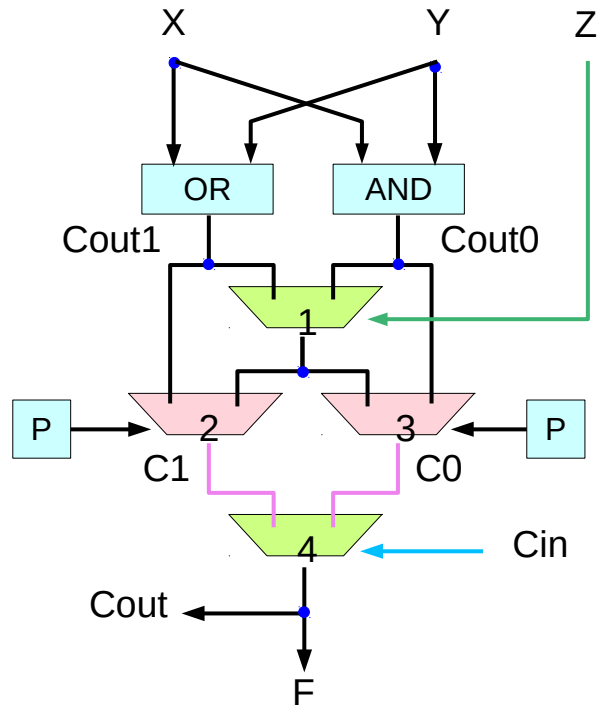 X Y Z
OR AND
Cout1 Cout0
1
P 2 3 P
C1 C0
4 Cin
Cout
F